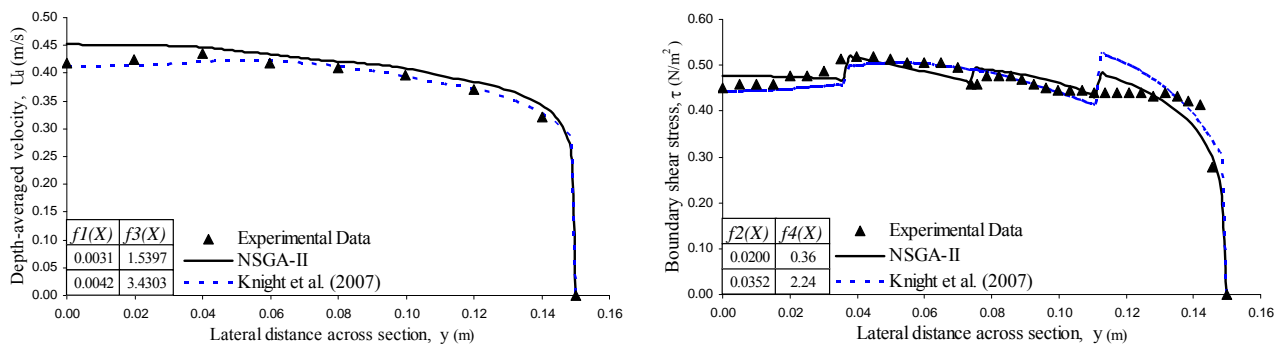 Depth-averaged velocity , Ud (m/s)
0.50
0.45
0.40
0.35
0.30
0.25
0.20
0.15
0.10
0.05
0.00
f1(X) f3(X)
0.0031 1.5397
0.0042 3.4303
Experimental Data
NSGA-II
Knight et al. (2007)
0.00 0.02 0.04 0.06 0.08 0.10 0.12 0.14 0.16
Lateral distance across section, y (m)
Boundary shear stress, τ (N/m²)
0.60
0.50
0.40
0.30
0.20
0.10
0.00
f2(X) f4(X)
0.0200 0.36
0.0352 2.24
Experimental Data
NSGA-II
Knight et al. (2007)
0.00 0.02 0.04 0.06 0.08 0.10 0.12 0.14 0.16
Lateral distance across section, y (m)